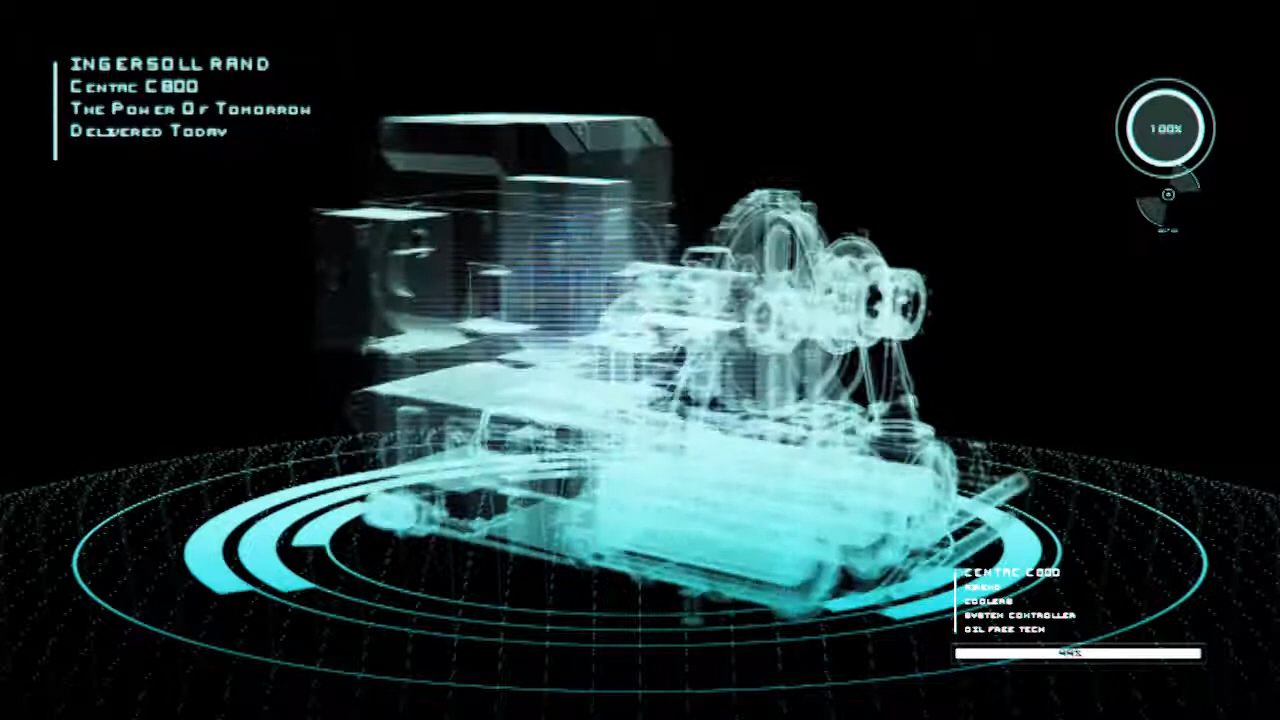 INGERSOLL RAND
CENTAC C800
THE POWER OF TOMORROW
DELIVERED TODAY
100%
CENTAC C800
COOLERS
SYSTEM CONTROLLER
OIL FREE TECH
99%